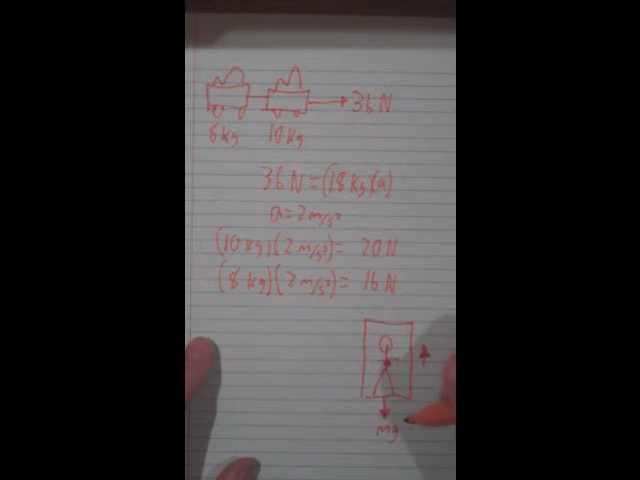 36 N
8 kg 10 kg
36 N = (18 kg)(a)
a = 2 m/s²
(10 kg)(2 m/s²) = 20 N
(8 kg)(2 m/s²) = 16 N
mg